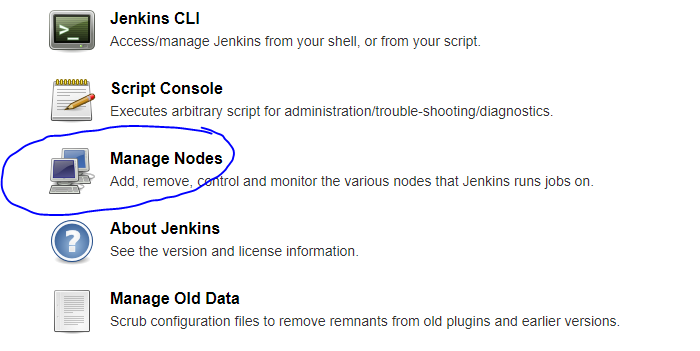 Jenkins CLI
Access/manage Jenkins from your shell, or from your script.
Script Console
Executes arbitrary script for administration/trouble-shooting/diagnostics.
Manage Nodes
Add, remove, control and monitor the various nodes that Jenkins runs jobs on.
About Jenkins
See the version and license information.
Manage Old Data
Scrub configuration files to remove remnants from old plugins and earlier versions.